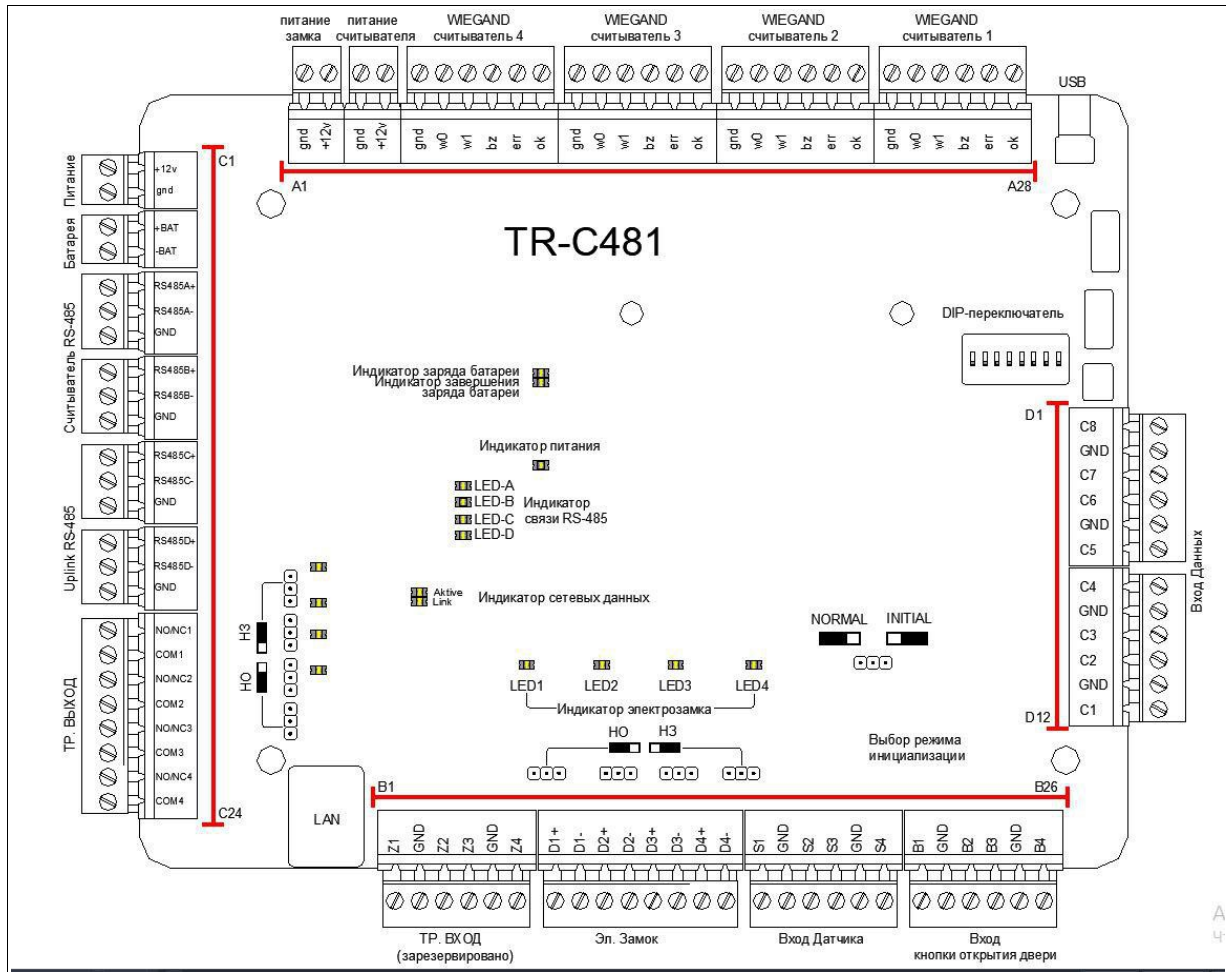 питание замка
питание считывателя
WIEGAND считыватель 4
WIEGAND считыватель 3
WIEGAND считыватель 2
WIEGAND считыватель 1
USB
gnd +12v
gnd +12v
gnd w0 w1 bz err ok
gnd w0 w1 bz err ok
gnd w0 w1 bz err ok
gnd w0 w1 bz err ok
A1
A28
C1
Питание
+12v
gnd
Батарея
+BAT
-BAT
Считыватель RS-485
RS485A+
RS485A-
GND
RS485B+
RS485B-
GND
Uplink RS-485
RS485C+
RS485C-
GND
RS485D+
RS485D-
GND
ТР. ВЫХОД
NO/NC1
COM1
NO/NC2
COM2
NO/NC3
COM3
NO/NC4
COM4
C24
TR-C481
DIP-переключатель
Индикатор заряда батареи
Индикатор завершения
заряда батареи
Индикатор питания
LED-A
LED-B
LED-C
LED-D
Индикатор
связи RS-485
Aktive
Link
Индикатор сетевых данных
НЗ
НО
NORMAL
INITIAL
LED1
LED2
LED3
LED4
Индикатор электрозамка
НО
НЗ
Выбор режима
инициализации
D1
C8
GND
C7
C6
GND
C5
C4
GND
C3
C2
GND
C1
D12
Вход Данных
B1
B26
LAN
Z1 GND Z2 Z3 GND Z4
D1+ D1- D2+ D2- D3+ D3- D4+ D4-
S1 GND S2 S3 GND S4
B1 GND B2 B3 GND B4
ТР. ВХОД
(зарезервировано)
Эл. Замок
Вход Датчика
Вход
кнопки открытия двери